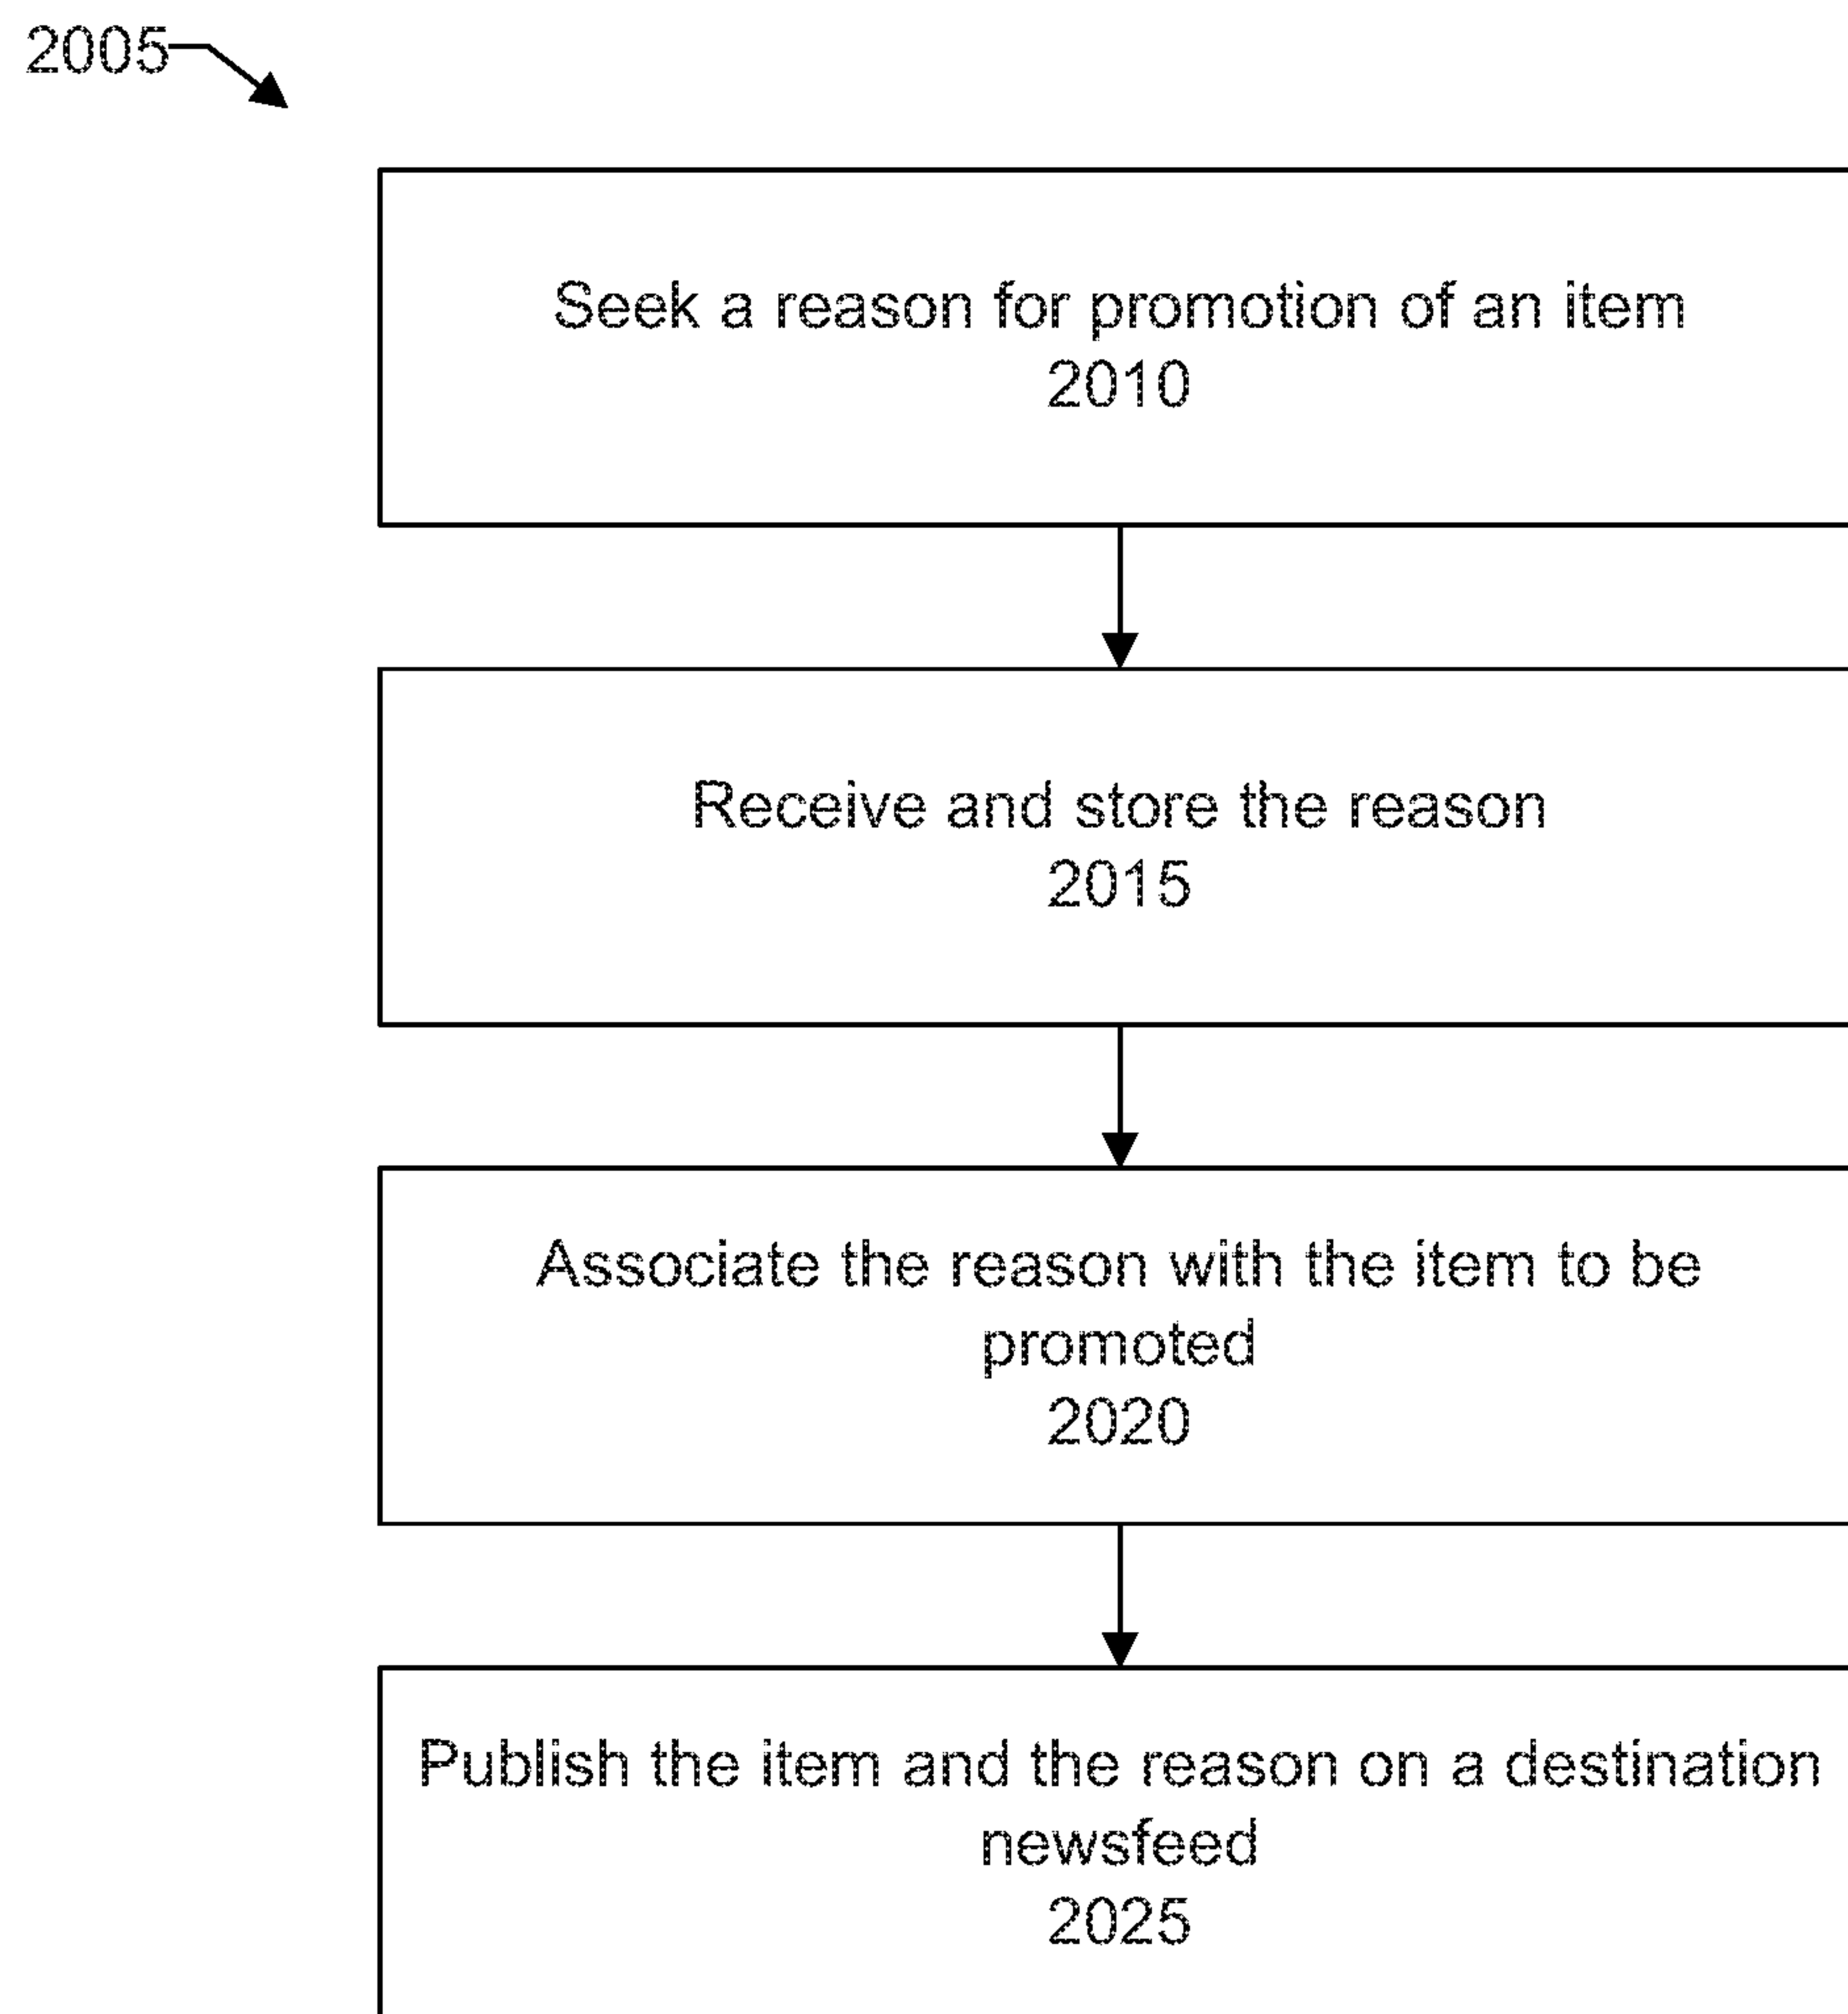 2005
Seek a reason for promotion of an item
2010
Receive and store the reason
2015
Associate the reason with the item to be
promoted
2020
Publish the item and the reason on a destination
newsfeed
2025